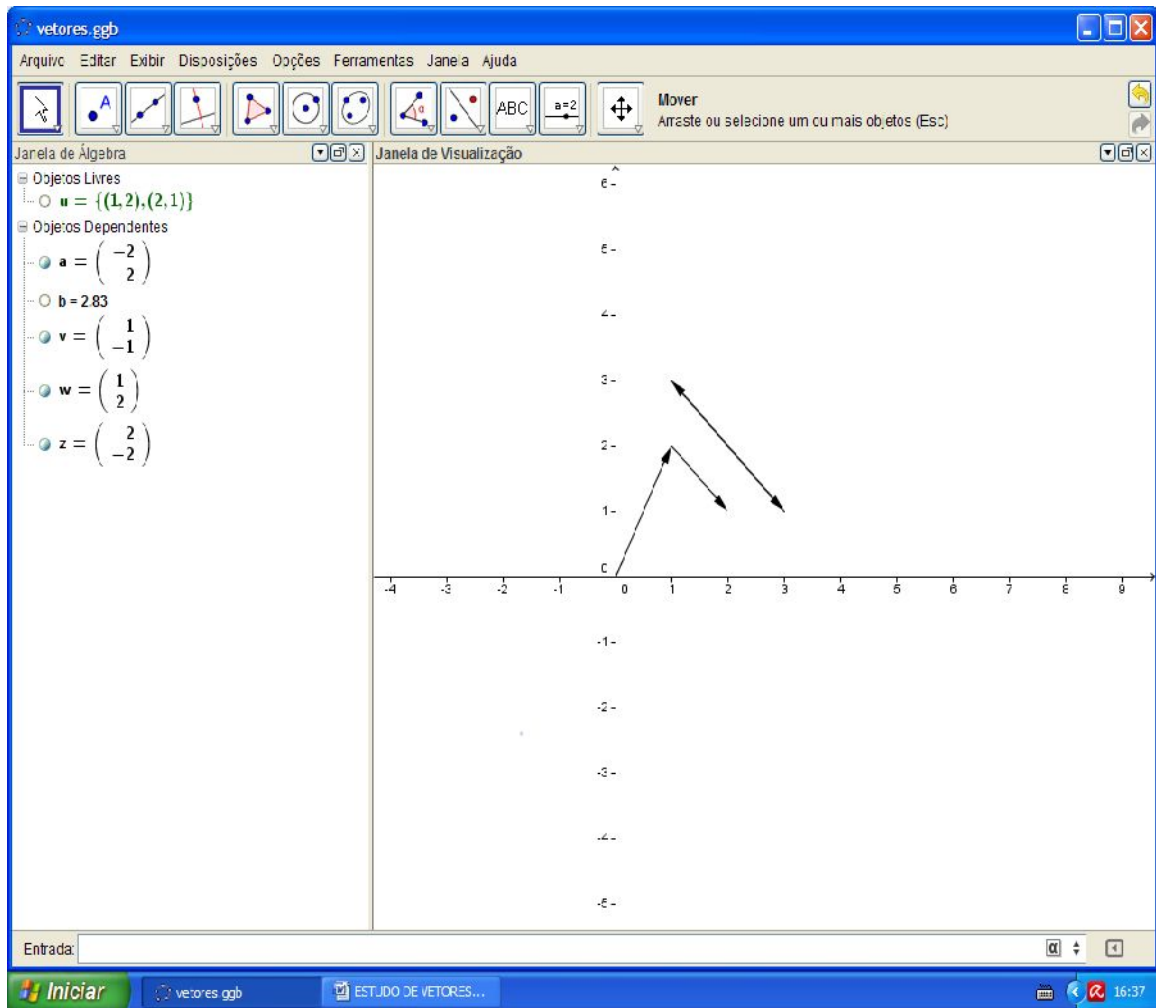 vetores.ggb
Arquivo Editar Exibir Disposições Opções Ferramentas Janela Ajuda
A
α
ABC
a=2
Mover
Arraste ou selecione um ou mais objetos (Esc)
Janela de Álgebra
Janela de Visualização
Objetos Livres
u = {(1,2),(2,1)}
Objetos Dependentes
a = ( -2
2 )
b = 2.83
v = ( 1
-1 )
w = ( 1
2 )
z = ( 2
-2 )
6
5
4
3
2
1
0
-4 -3 -2 -1 0 1 2 3 4 5 6 7 8 9
-1
-2
-3
-4
-5
Entrada:
α
Iniciar
vetores.ggb
ESTUDO DE VETORES...
16:37